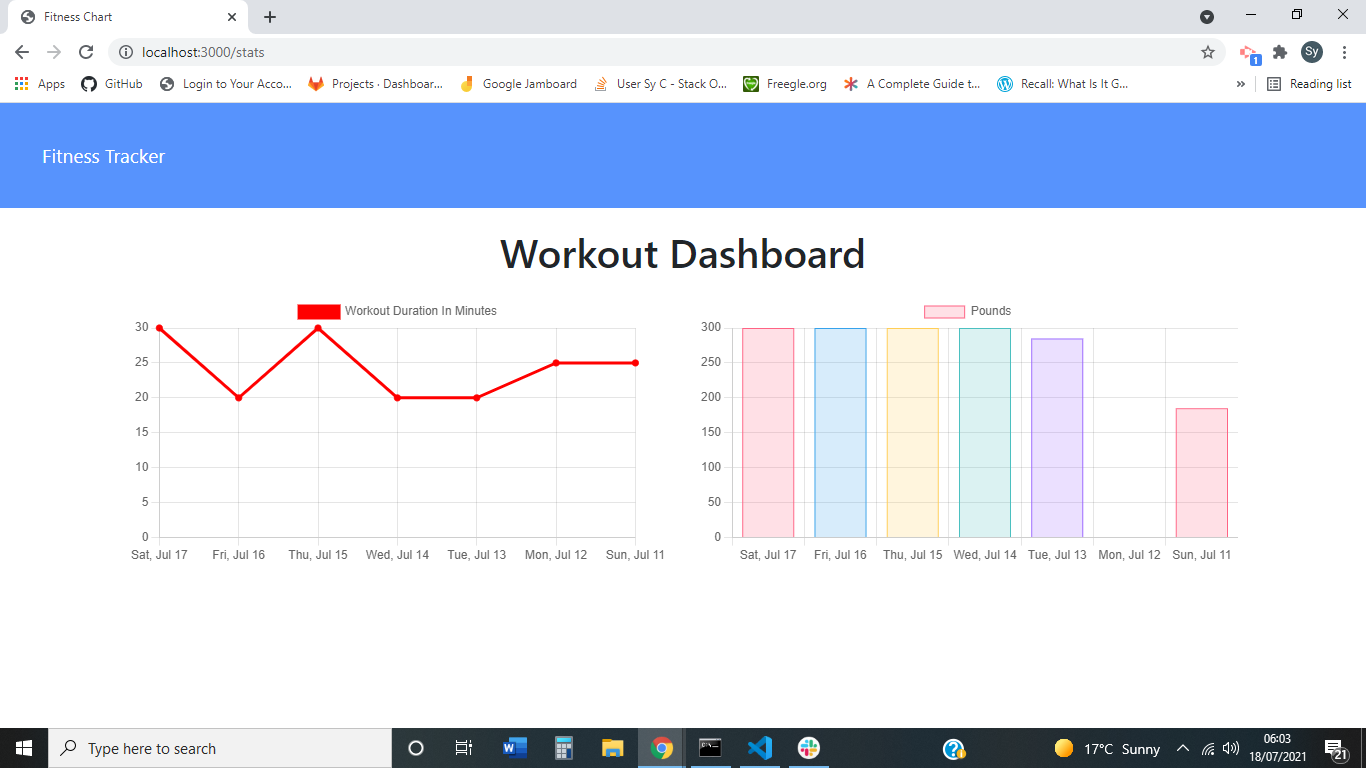 Fitness Chart
localhost:3000/stats
Sy
1
Apps
GitHub
Login to Your Acco...
Projects · Dashboar...
Google Jamboard
User Sy C - Stack O...
Freegle.org
A Complete Guide t...
Recall: What Is It G...
»
Reading list
Fitness Tracker
Workout Dashboard
Workout Duration In Minutes
30
25
20
15
10
5
0
Sat, Jul 17 Fri, Jul 16 Thu, Jul 15 Wed, Jul 14 Tue, Jul 13 Mon, Jul 12 Sun, Jul 11
Pounds
300
250
200
150
100
50
0
Sat, Jul 17 Fri, Jul 16 Thu, Jul 15 Wed, Jul 14 Tue, Jul 13 Mon, Jul 12 Sun, Jul 11
Type here to search
W
?
17°C Sunny
06:03
18/07/2021
21